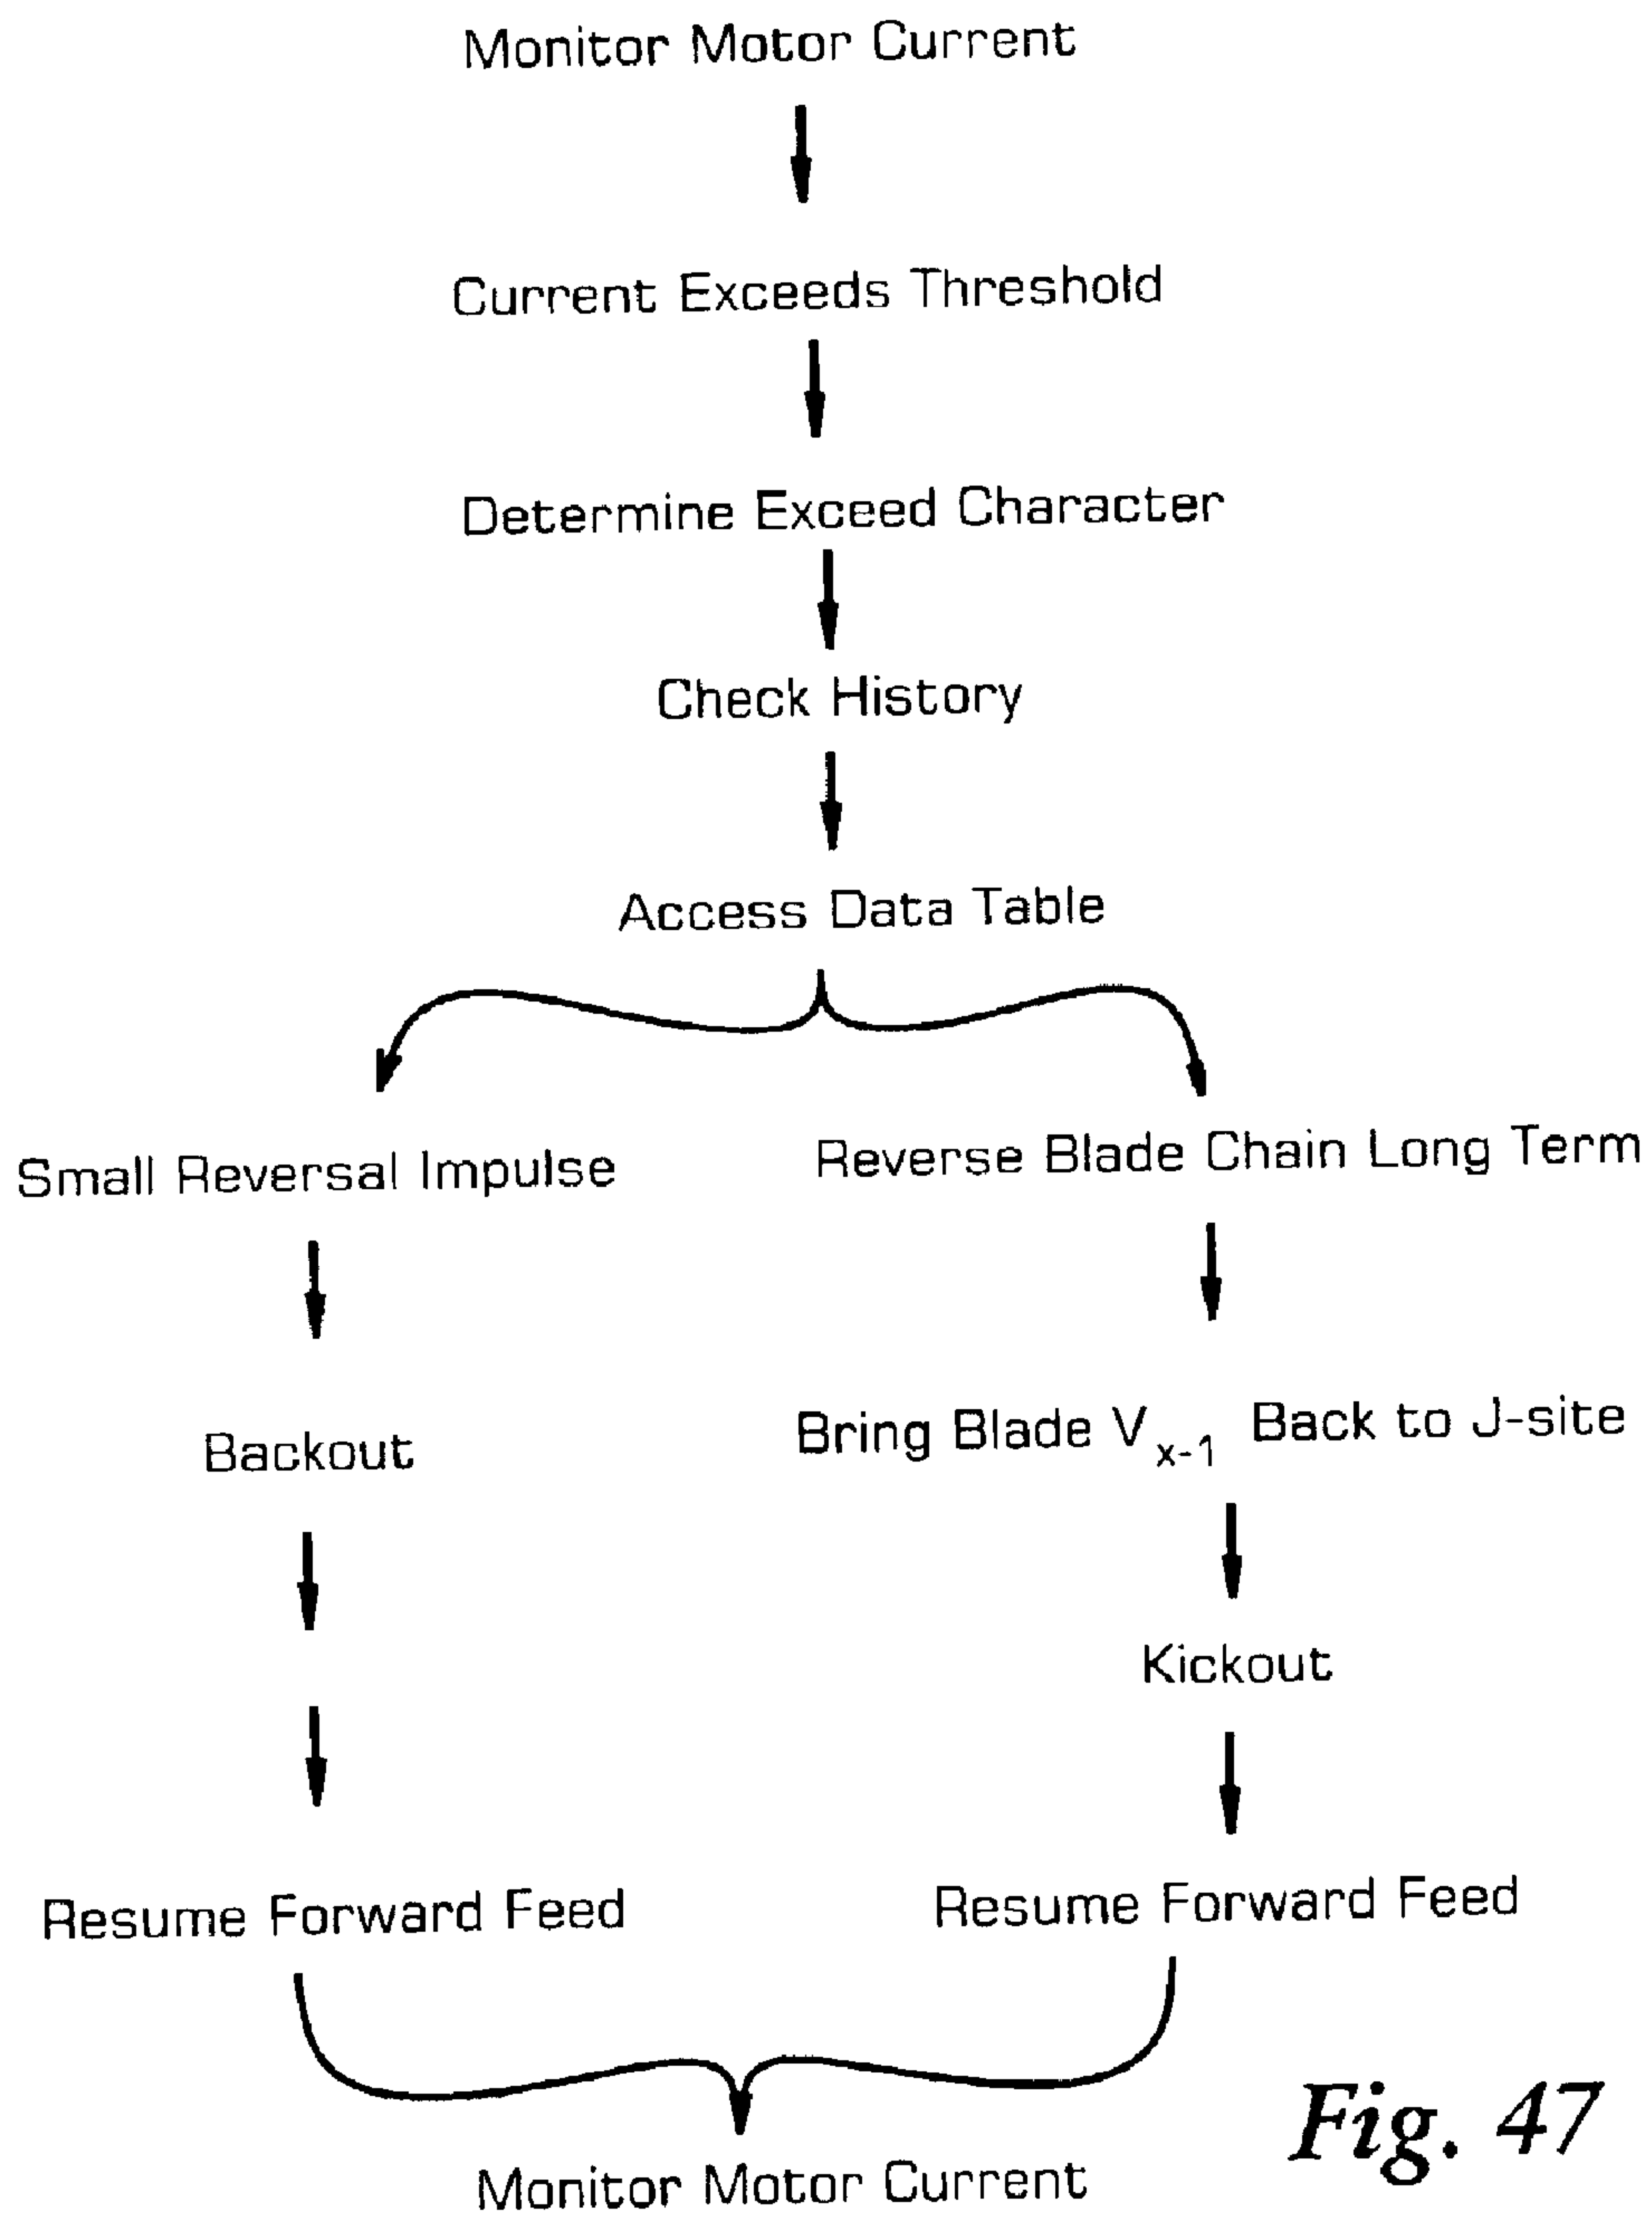 Monitor Motor Current
Current Exceeds Threshold
Determine Exceed Character
Check History
Access Data Table
Small Reversal Impulse
Reverse Blade Chain Long Term
Backout
Bring Blade V x-1 Back to J-site
Kickout
Resume Forward Feed
Resume Forward Feed
Monitor Motor Current
Fig. 47